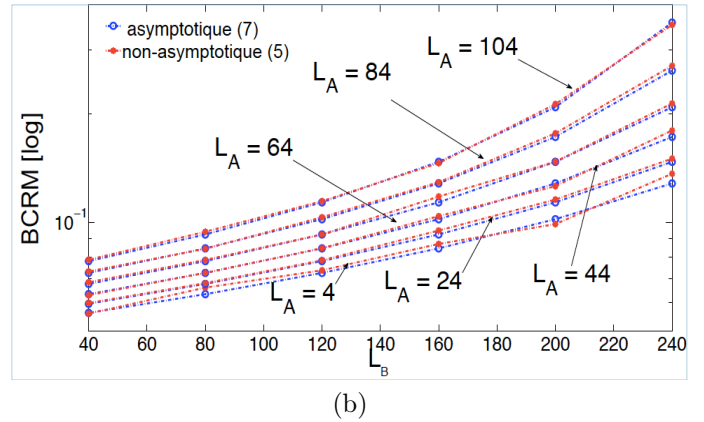 asymptotique (7)
non-asymptotique (5)
L_A = 104
L_A = 84
L_A = 64
BCRM [log]
10^{-1}
L_A = 4
L_A = 24
L_A = 44
40 60 80 100 120 140 160 180 200 220 240
L_B
(b)